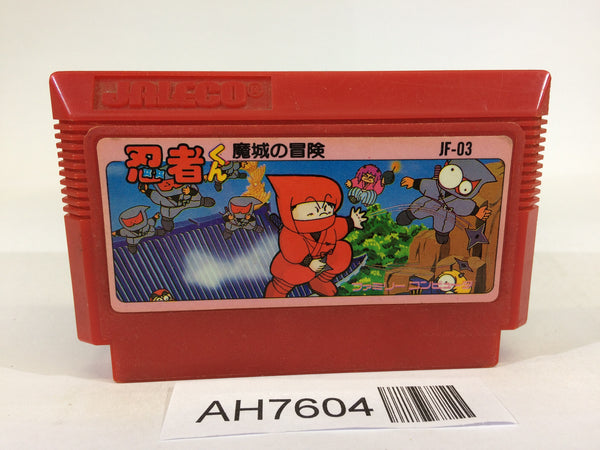 JALECO®
忍者くん 魔城の冒険
JF-03
ファミリー コンピュータ
AH7604